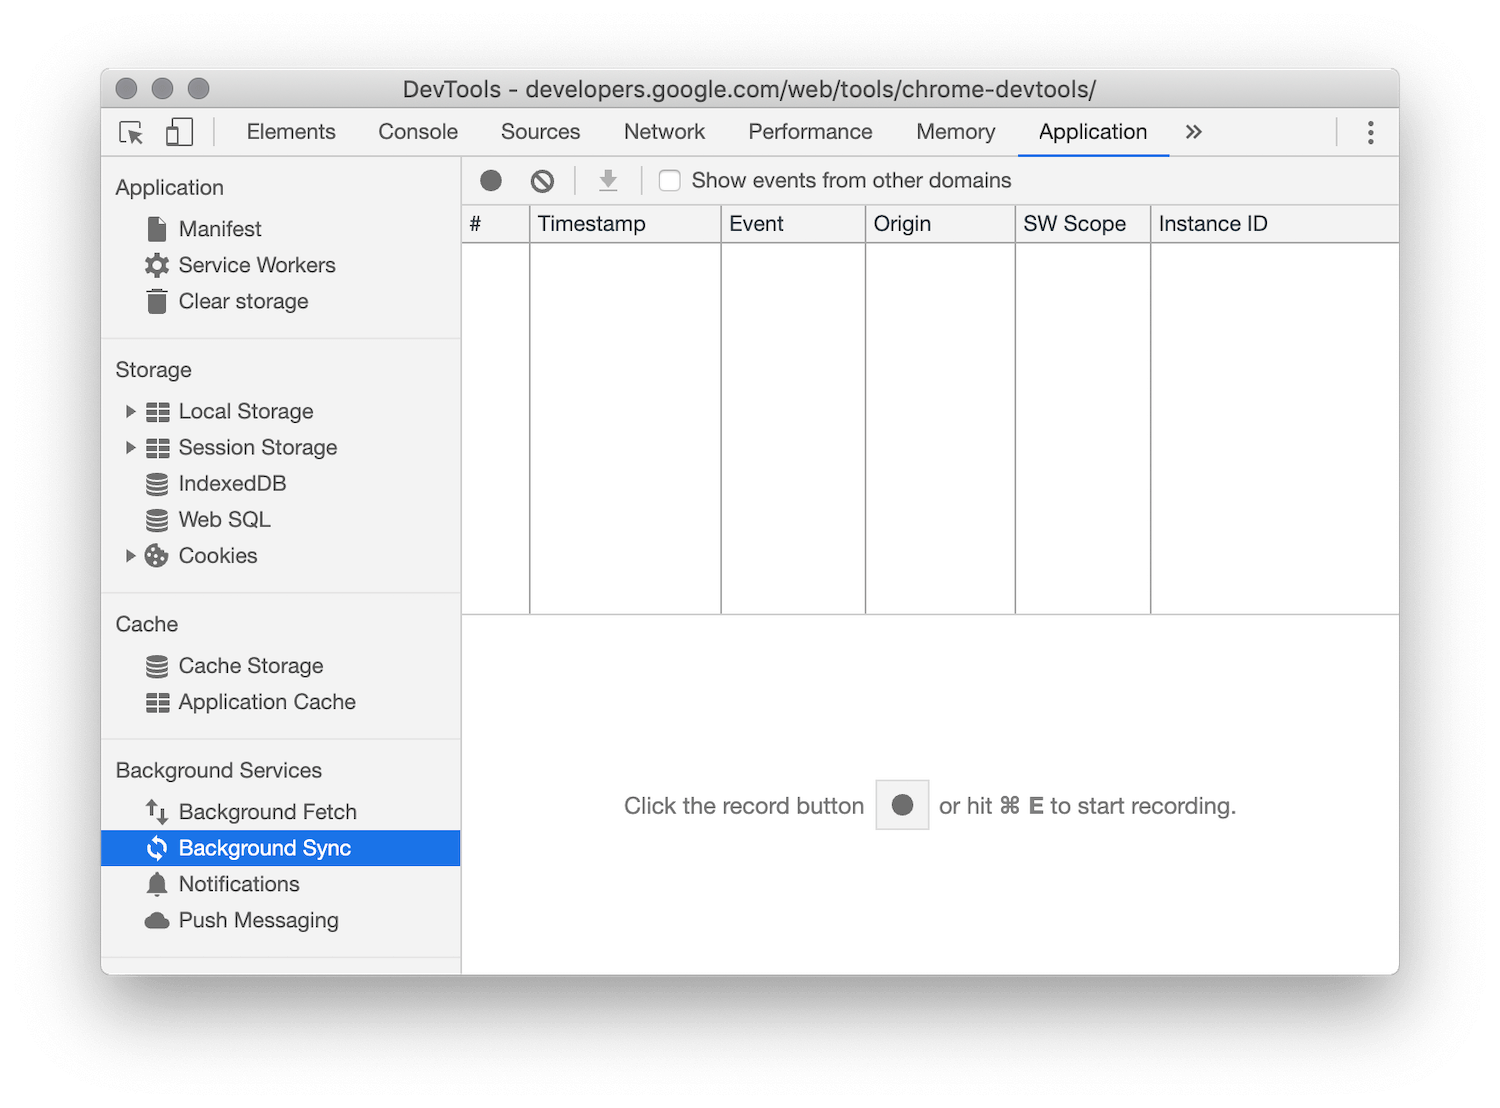 DevTools - developers.google.com/web/tools/chrome-devtools/
Elements Console Sources Network Performance Memory Application »
Application
Manifest
Service Workers
Clear storage
Storage
Local Storage
Session Storage
IndexedDB
Web SQL
Cookies
Cache
Cache Storage
Application Cache
Background Services
Background Fetch
Background Sync
Notifications
Push Messaging
Show events from other domains
# Timestamp Event Origin SW Scope Instance ID
Click the record button or hit ⌘ E to start recording.